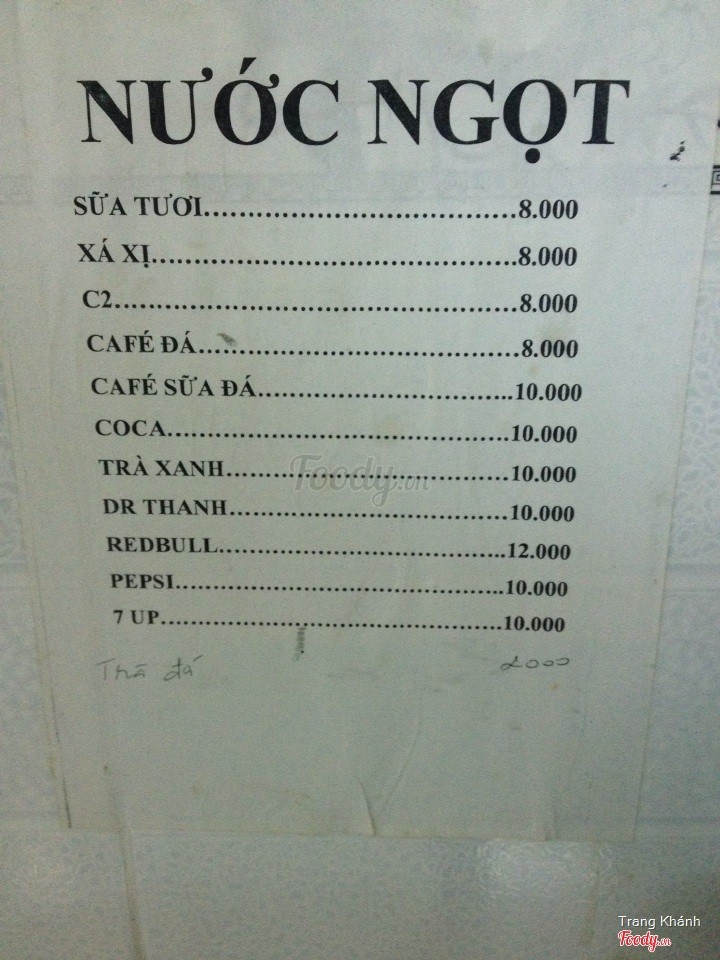 NƯỚC NGỌT
SỮA TƯƠI........................................8.000
XÁ XỊ...............................................8.000
C2....................................................8.000
CAFÉ ĐÁ.........................................8.000
CAFÉ SỮA ĐÁ................................10.000
COCA.............................................10.000
TRÀ XANH.....................................10.000
DR THANH....................................10.000
REDBULL......................................12.000
PEPSI.............................................10.000
7 UP................................................10.000
Trà đá 2000
Foody.vn
Trang Khánh
Foody.vn